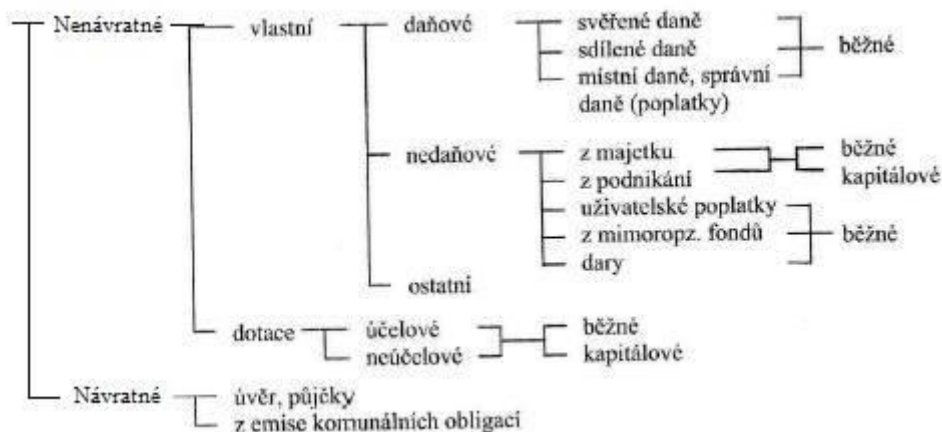 Nenávratné vlastní daňové svěřené daně
sdílené daně běžné
místní daně, správní
daně (poplatky)
nedaňové z majetku běžné
z podnikání kapitálové
uživatelské poplatky
z mimoropz. fondů běžné
dary
ostatní
dotace účelové běžné
neúčelové kapitálové
Návratné úvěr, půjčky
z emise komunálních obligací